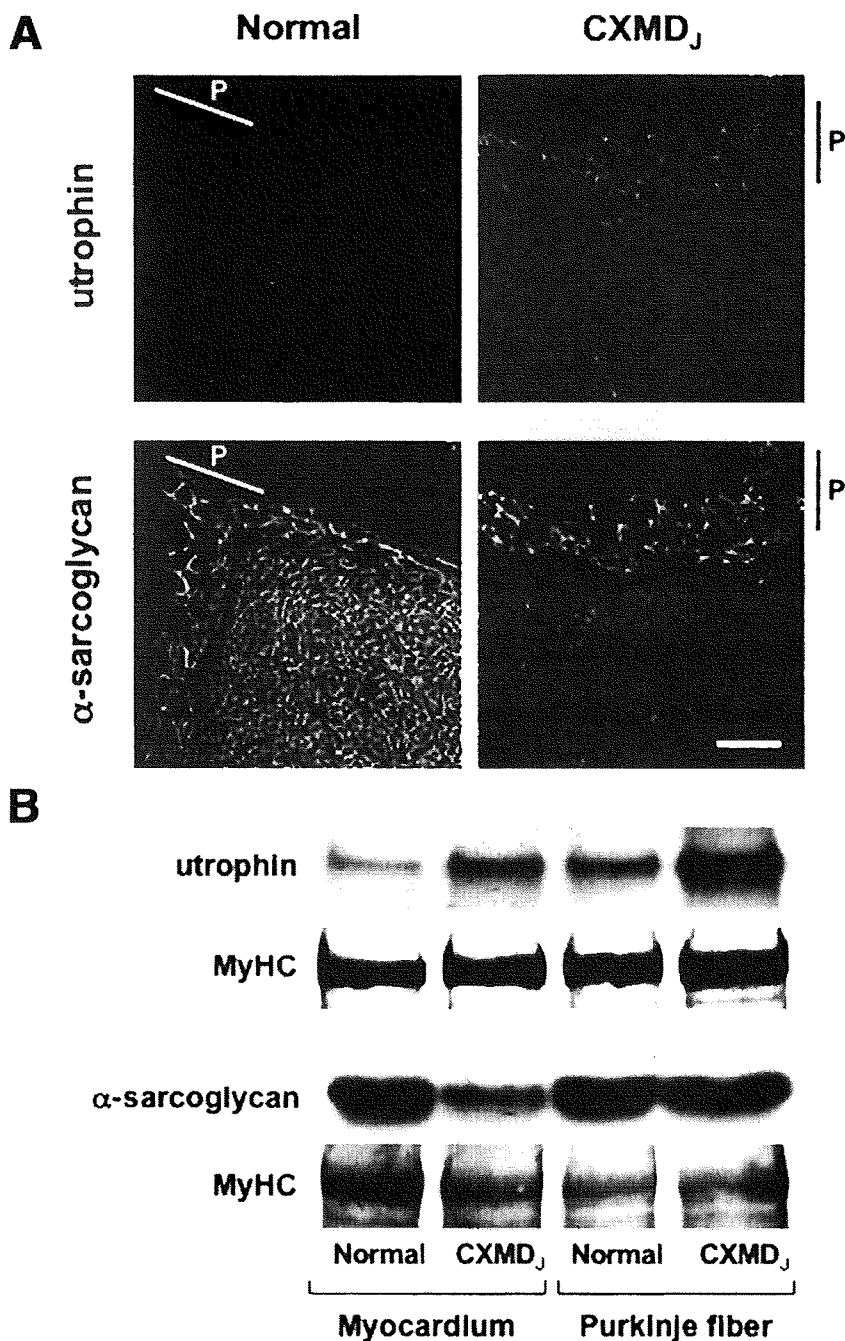 A
Normal CXMDJ
P
P
utrophin
P
P
α-sarcoglycan
B
utrophin
MyHC
α-sarcoglycan
MyHC
Normal CXMDJ Normal CXMDJ
Myocardium Purkinje fiber